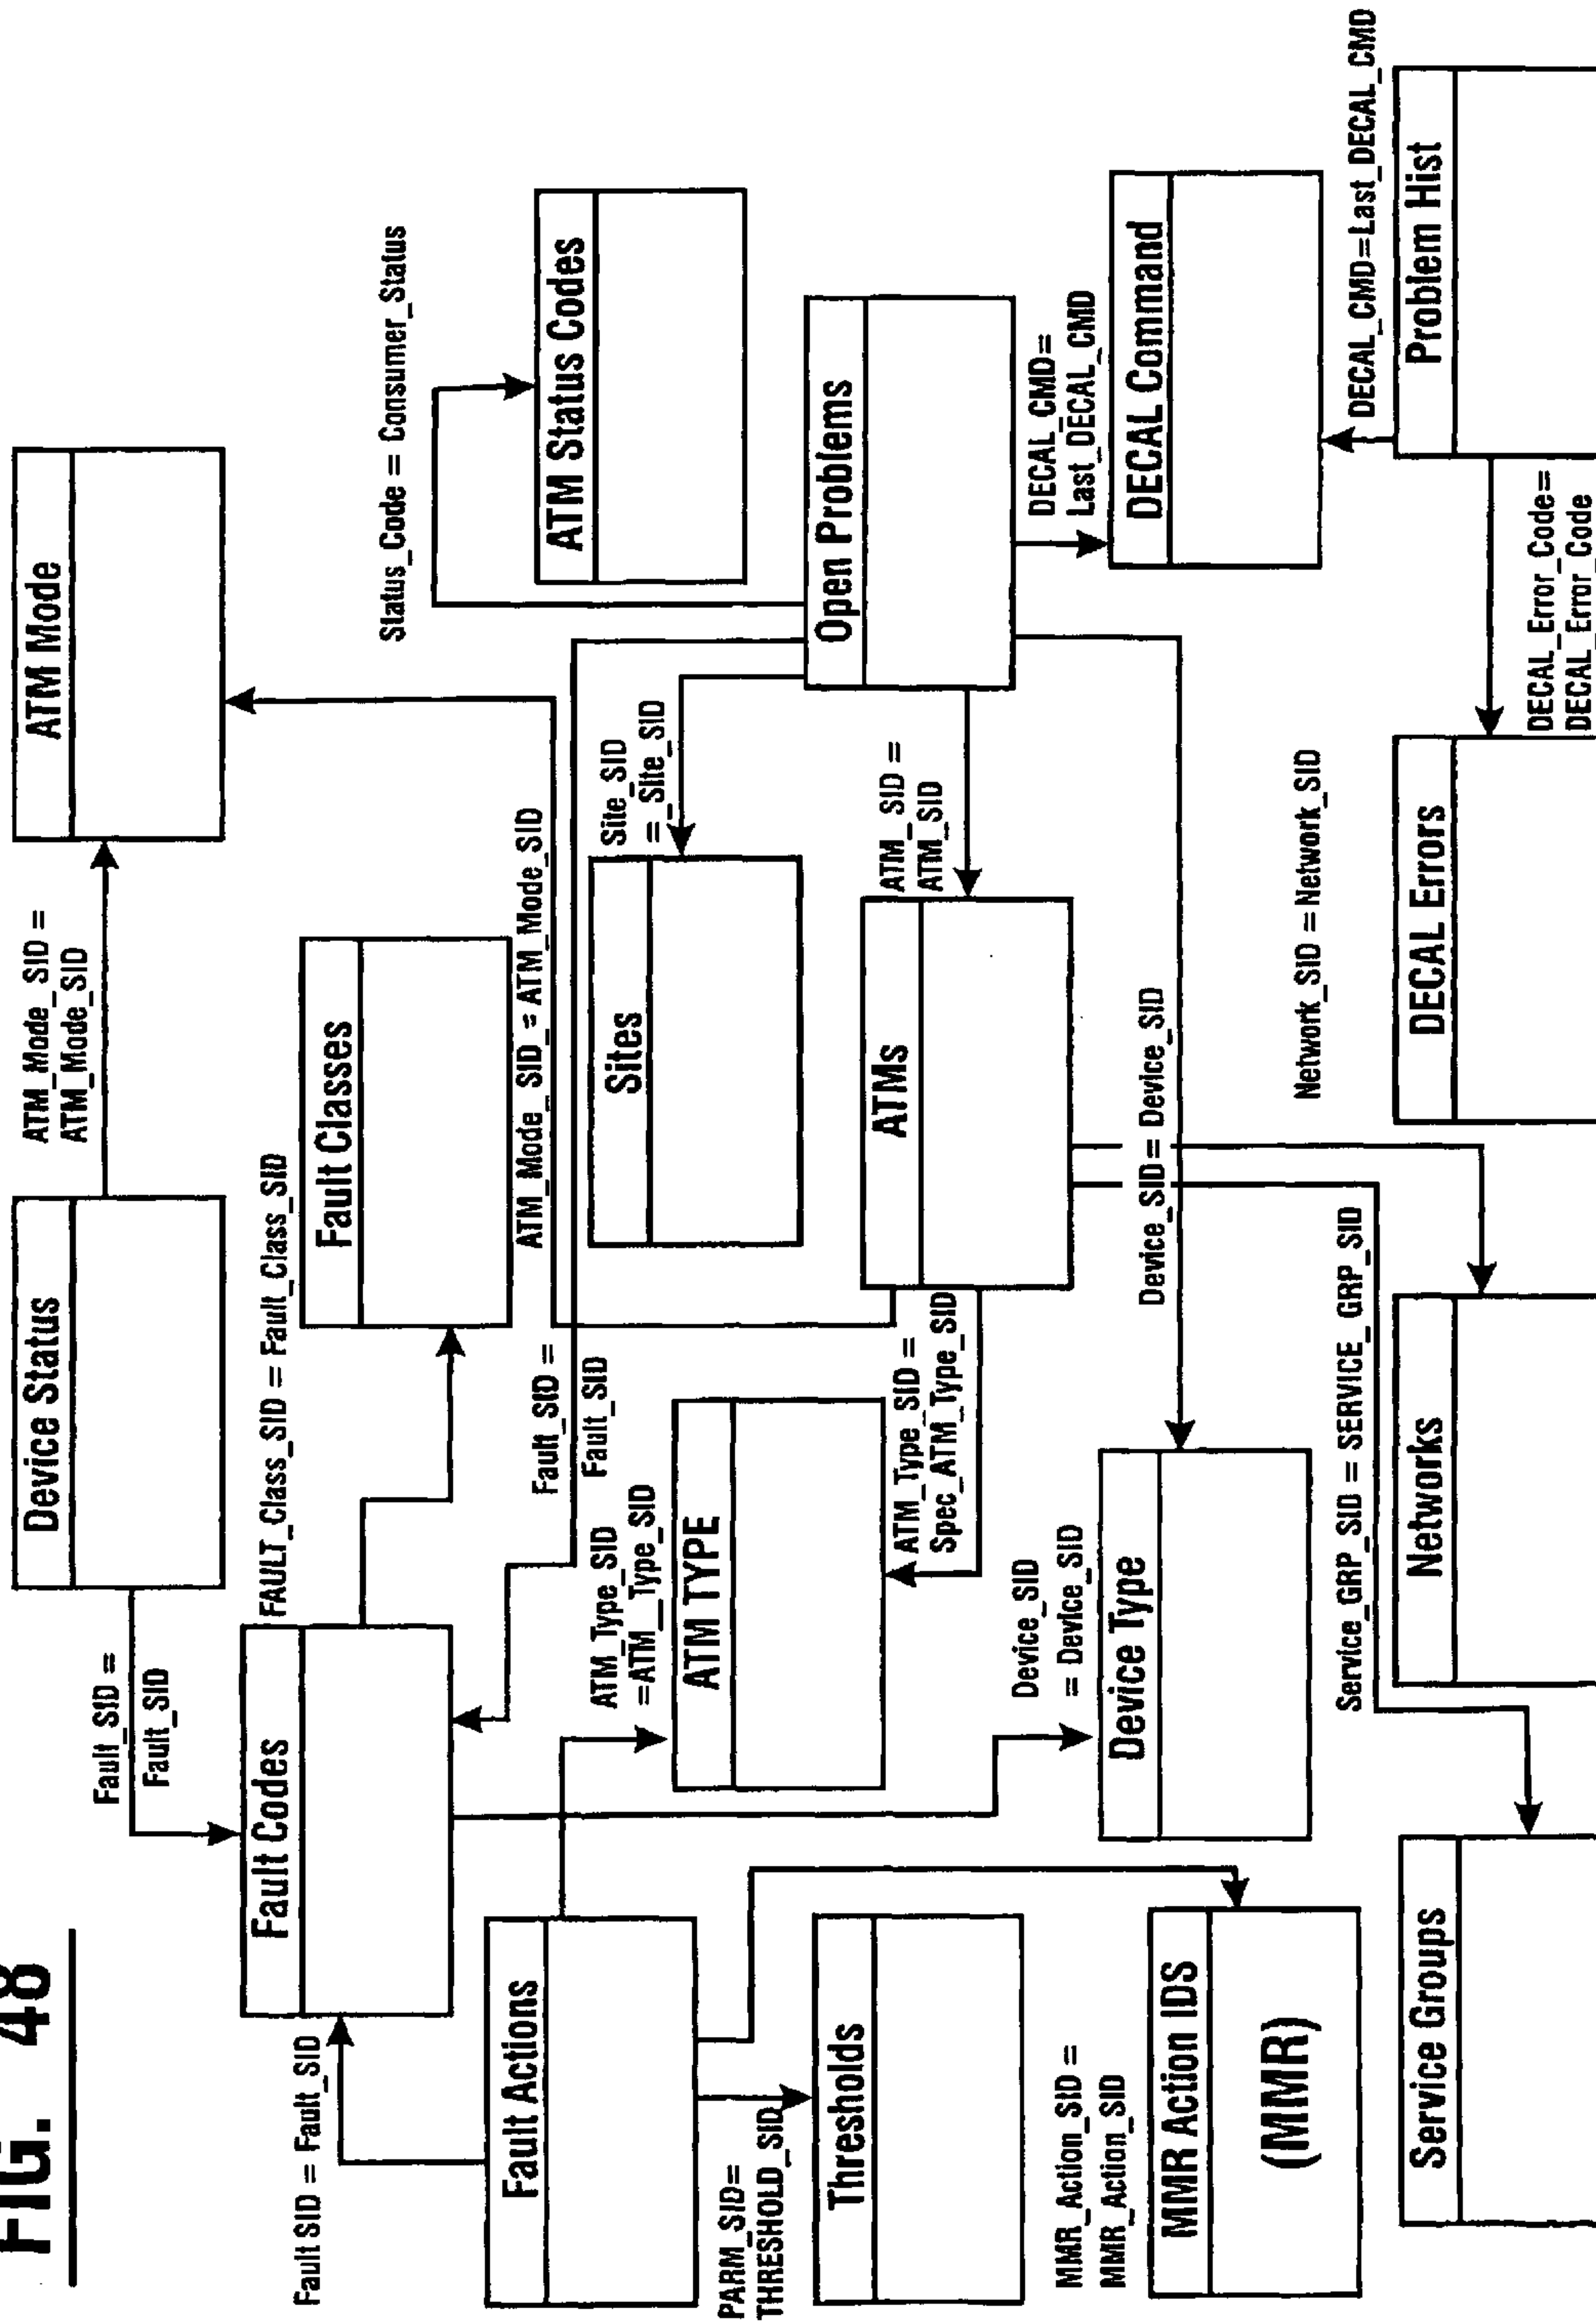 FIG. 48
Device Status
ATM_Mode_SID =
ATM_Mode_SID
ATM Mode
Fault_SID =
Fault_SID
Fault Codes
FAULT_Class_SID = Fault_Class_SID
Fault Classes
Status_Code = Consumer_Status
ATM_Mode_SID = ATM_Mode_SID
Fault SID = Fault_SID
Fault Actions
Fault_SID =
Fault_SID
ATM_Type_SID
=ATM_Type_SID
ATM TYPE
Sites
Site_SID
= Site_SID
ATM Status Codes
PARM_SID=
THRESHOLD_SID
Thresholds
ATM_Type_SID =
Spec_ATM_Type_SID
ATMs
ATM_SID =
ATM_SID
Open Problems
DECAL_CMD=
Last_DECAL_CMD
MMR_Action_SID =
MMR_Action_SID
MMR Action IDS
(MMR)
Device_SID
= Device_SID
Device Type
Device_SID= Device_SID
DECAL Command
Service_GRP_SID = SERVICE_GRP_SID
Network_SID = Network_SID
DECAL_CMD=Last_DECAL_CMD
Service Groups
Networks
DECAL Errors
DECAL_Error_Code=
DECAL_Error_Code
Problem Hist